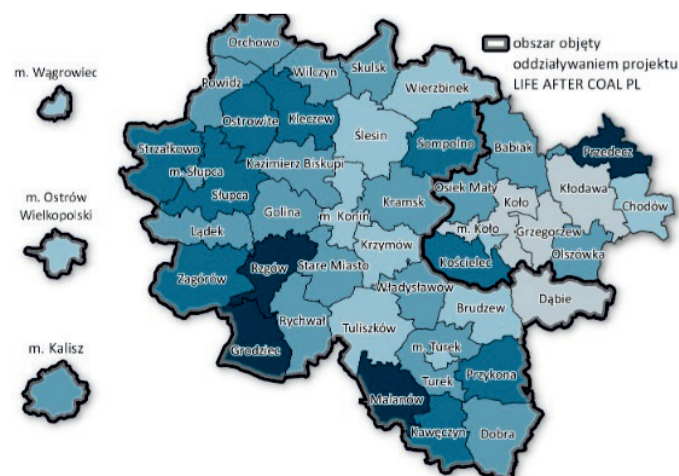 obszar objęty
oddziaływaniem projektu
LIFE AFTER COAL PL
m. Wągrowiec
m. Ostrów
Wielkopolski
m. Kalisz
Orchowo
Powidz
Wilczyn
Skulsk
Wierzbinek
Ostrowite
Kleczew
Ślesin
Sompolno
Strzałkowo
m. Słupca
Słupca
Kazimierz Biskupi
Babiak
Przedecz
Osiek Mały
Kłodawa
Chodów
Kramsk
Golina
m. Konin
Koło
m. Koło
Grzegorzew
Lądek
Krzymów
Kościelec
Olszówka
Zagórów
Rzgów
Stare Miasto
Władysławów
Dąbie
Brudzew
Rychwał
Tuliszków
Grodziec
m. Turek
Turek
Przykona
Malanów
Kawęczyn
Dobra